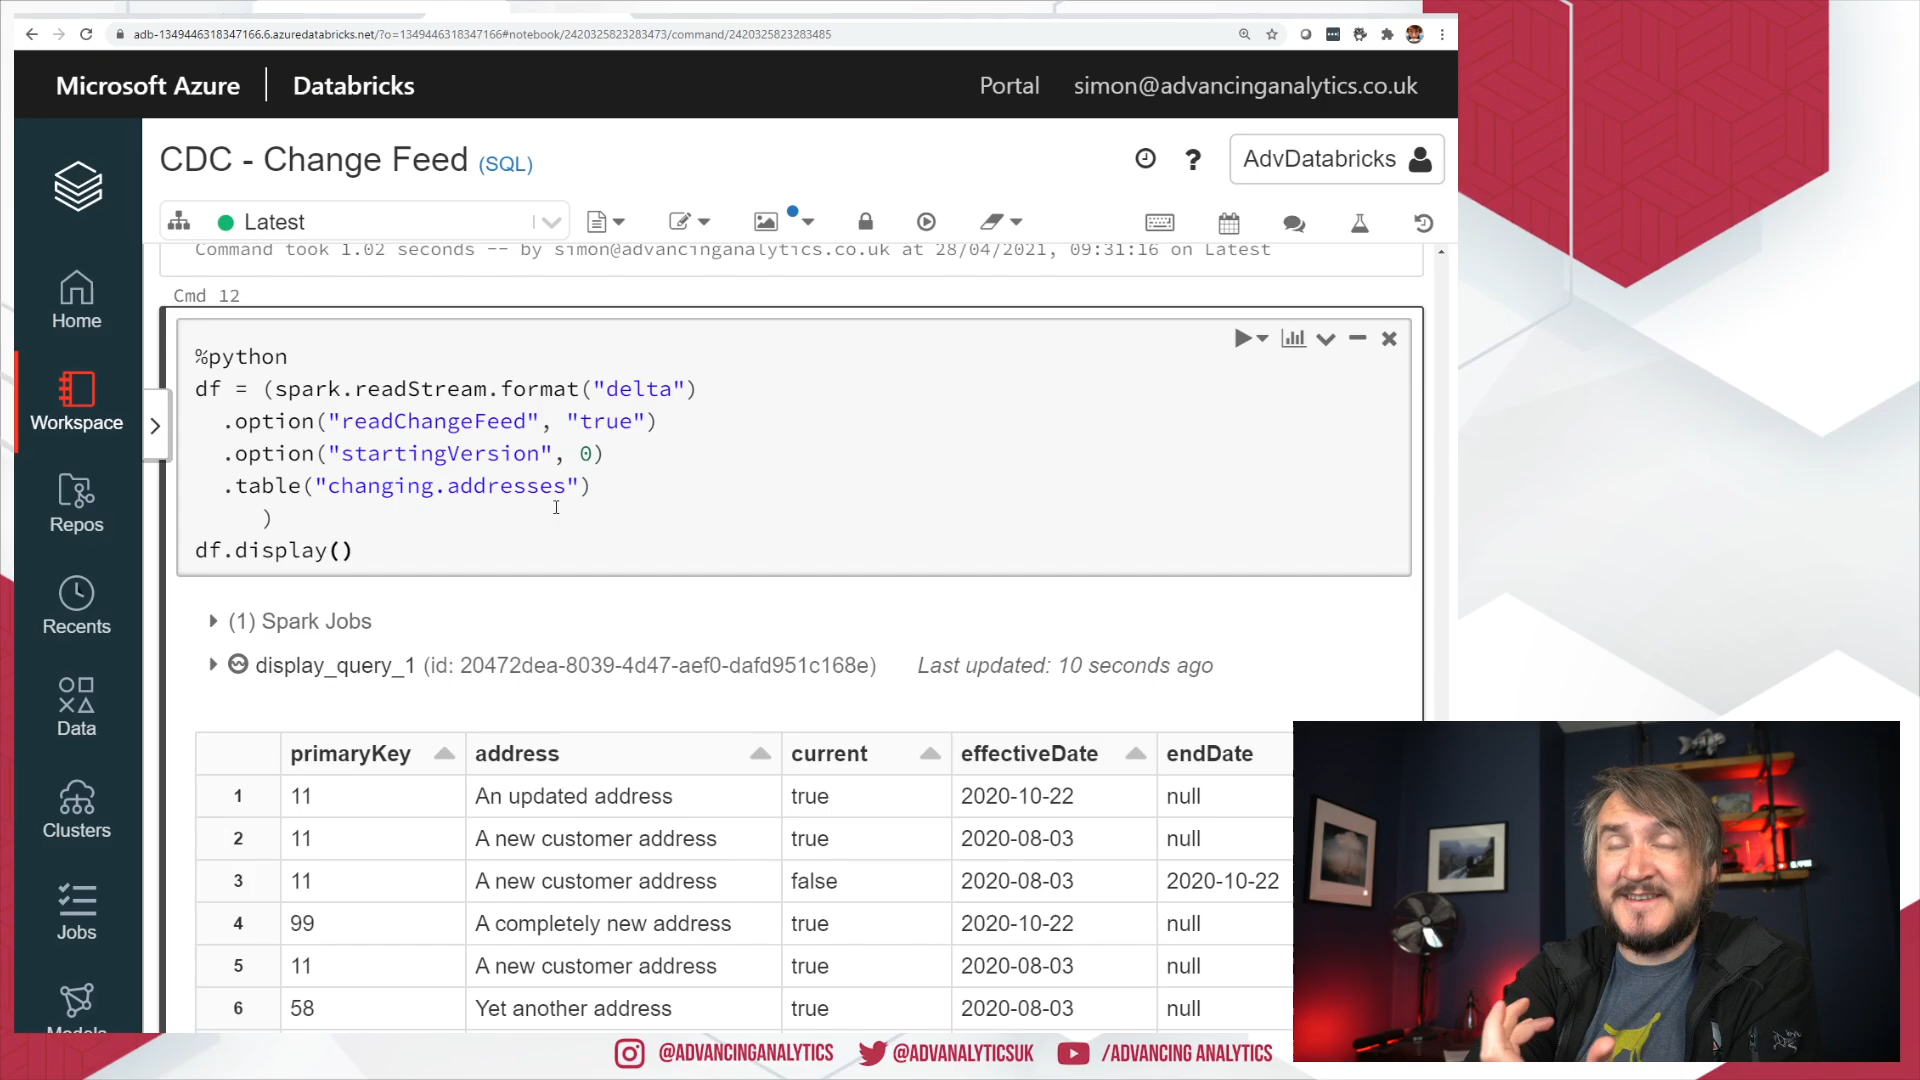 adb-1349446318347166.6.azuredatabricks.net/?o=1349446318347166#notebook/2420325823283473/command/2420325823283485
Microsoft Azure | Databricks
Portal
simon@advancinganalytics.co.uk
CDC - Change Feed (SQL)
AdvDatabricks
Latest
Command took 1.02 seconds -- by simon@advancinganalytics.co.uk at 28/04/2021, 09:31:16 on Latest
Cmd 12
%python
df = (spark.readStream.format("delta")
.option("readChangeFeed", "true")
.option("startingVersion", 0)
.table("changing.addresses")
)
df.display()
(1) Spark Jobs
display_query_1 (id: 20472dea-8039-4d47-aef0-dafd951c168e) Last updated: 10 seconds ago
primaryKey address current effectiveDate endDate
1 11 An updated address true 2020-10-22 null
2 11 A new customer address true 2020-08-03 null
3 11 A new customer address false 2020-08-03 2020-10-22
4 99 A completely new address true 2020-10-22 null
5 11 A new customer address true 2020-08-03 null
6 58 Yet another address true 2020-08-03 null
Home
Workspace
Repos
Recents
Data
Clusters
Jobs
Models
@ADVANCINGANALYTICS @ADVANALYTICSUK /ADVANCING ANALYTICS